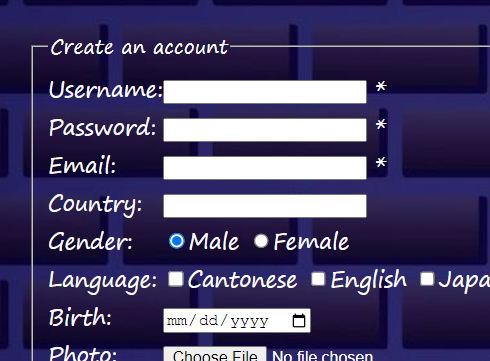 Create an account
Username: *
Password: *
Email: *
Country:
Gender: Male Female
Language: Cantonese English Japa
Birth: mm/dd/yyyy
Photo: Choose File No file chosen